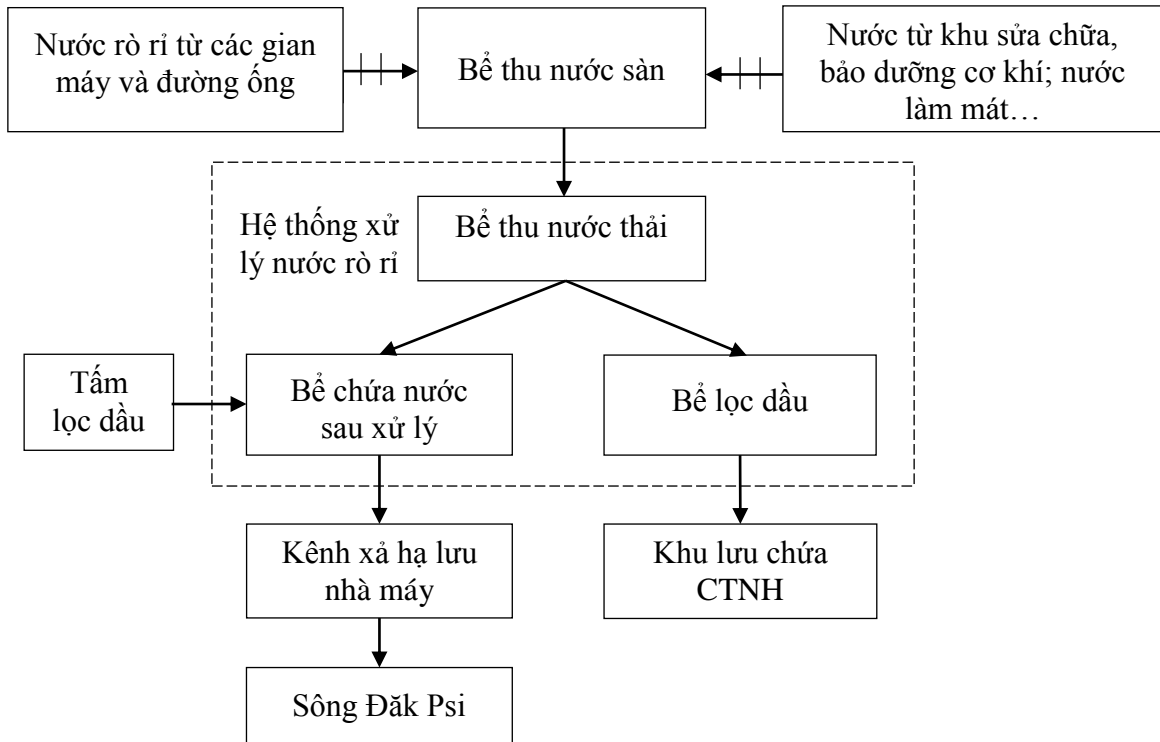 Nước rò rỉ từ các gian
máy và đường ống
Bể thu nước sàn
Nước từ khu sửa chữa,
bảo dưỡng cơ khí; nước
làm mát…
Hệ thống xử
lý nước rò rỉ
Bể thu nước thải
Tấm
lọc dầu
Bể chứa nước
sau xử lý
Bể lọc dầu
Kênh xả hạ lưu
nhà máy
Khu lưu chứa
CTNH
Sông Đăk Psi